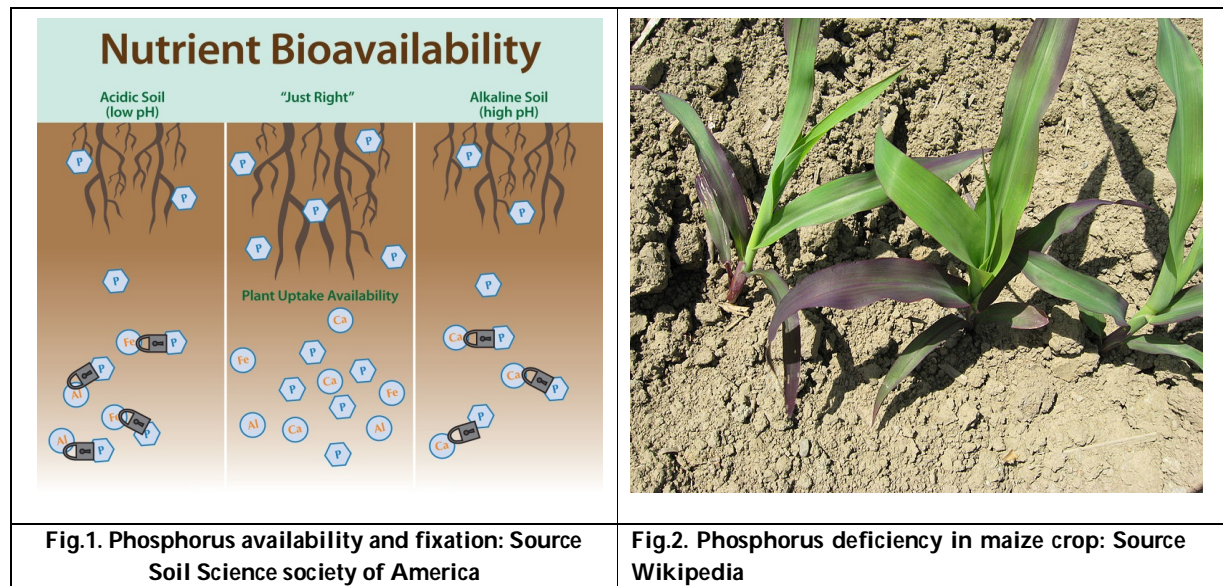 Nutrient Bioavailability
Acidic Soil
(low pH)
"Just Right"
Alkaline Soil
(high pH)
P
P
P
P
P
P
P
P
P
P
P
Plant Uptake Availability
Ca
Fe
P
Fe
P
P
Ca
P
Fe
Ca
P
Ca
P
Al
P
Al
P
Al
Fe
P
Al
Ca
Al
P
P
Ca
P
Fig.1. Phosphorus availability and fixation: Source
Soil Science society of America
Fig.2. Phosphorus deficiency in maize crop: Source
Wikipedia